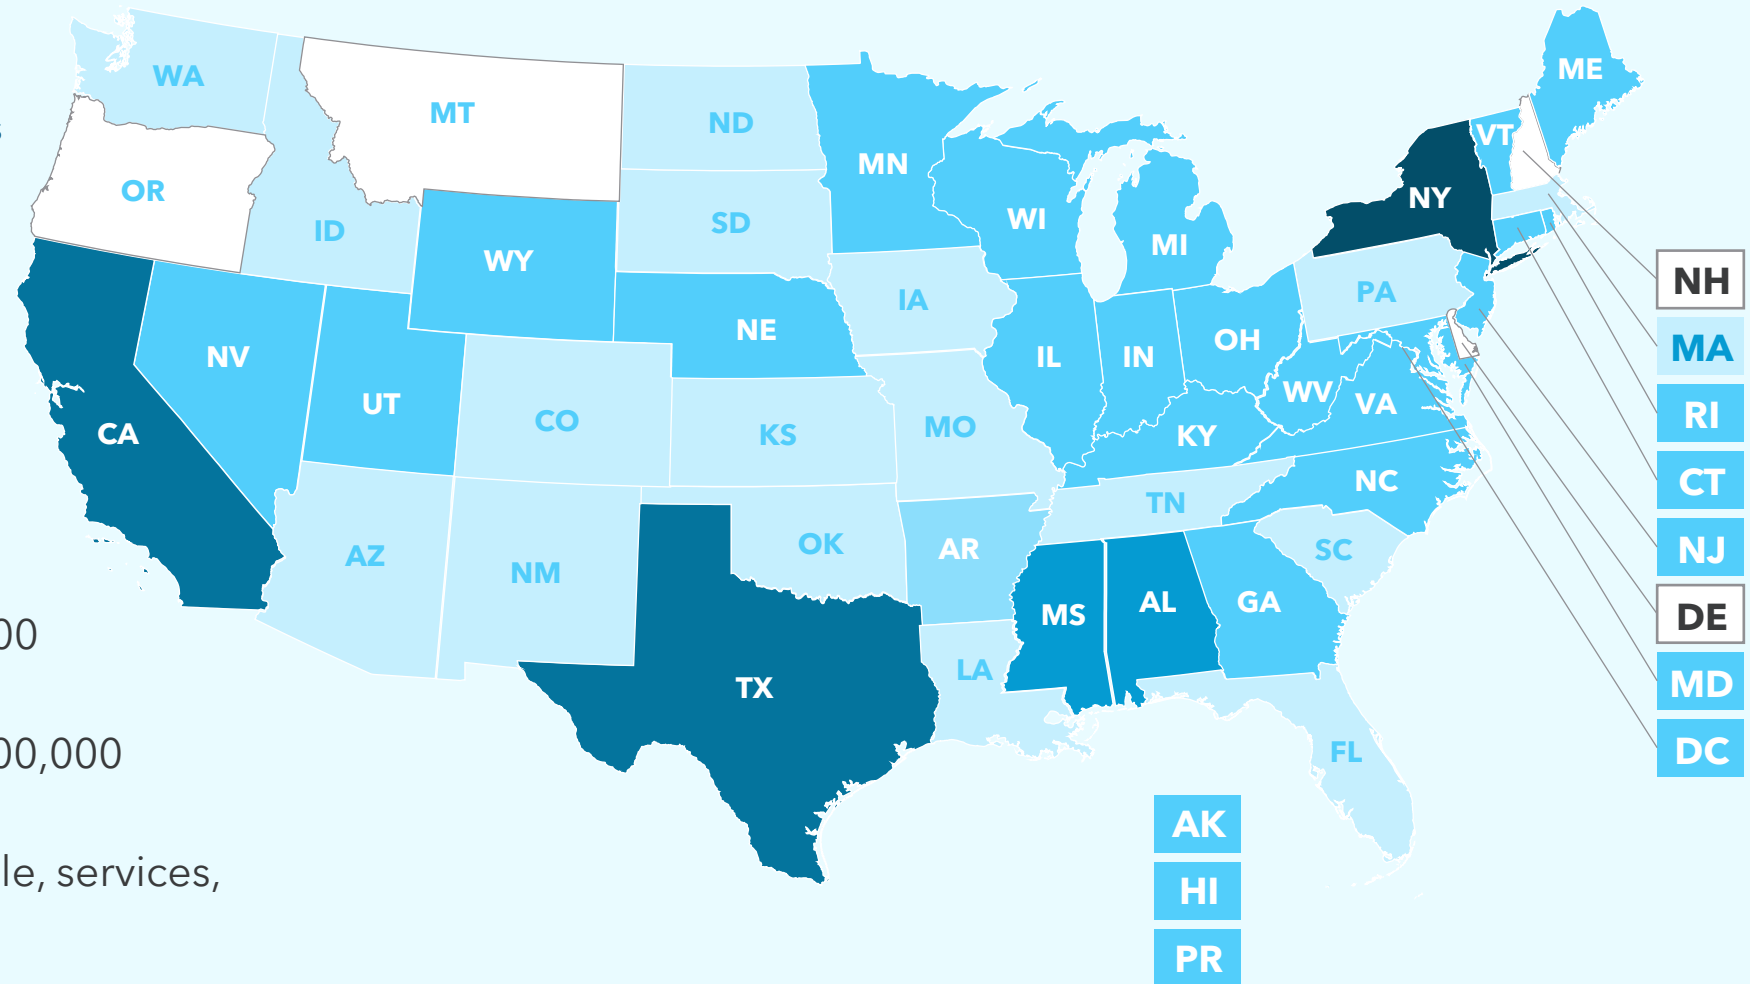 WA
MT
ND
MN
ME
VT
OR
ID
SD
WI
MI
NY
WY
NH
IA
PA
MA
NV
NE
IL
IN
OH
RI
UT
CO
KS
MO
WV
VA
CA
KY
CT
NC
TN
NJ
AZ
NM
OK
AR
SC
MS
AL
GA
DE
00
LA
TX
MD
FL
DC
00,000
AK
le, services,
HI
PR